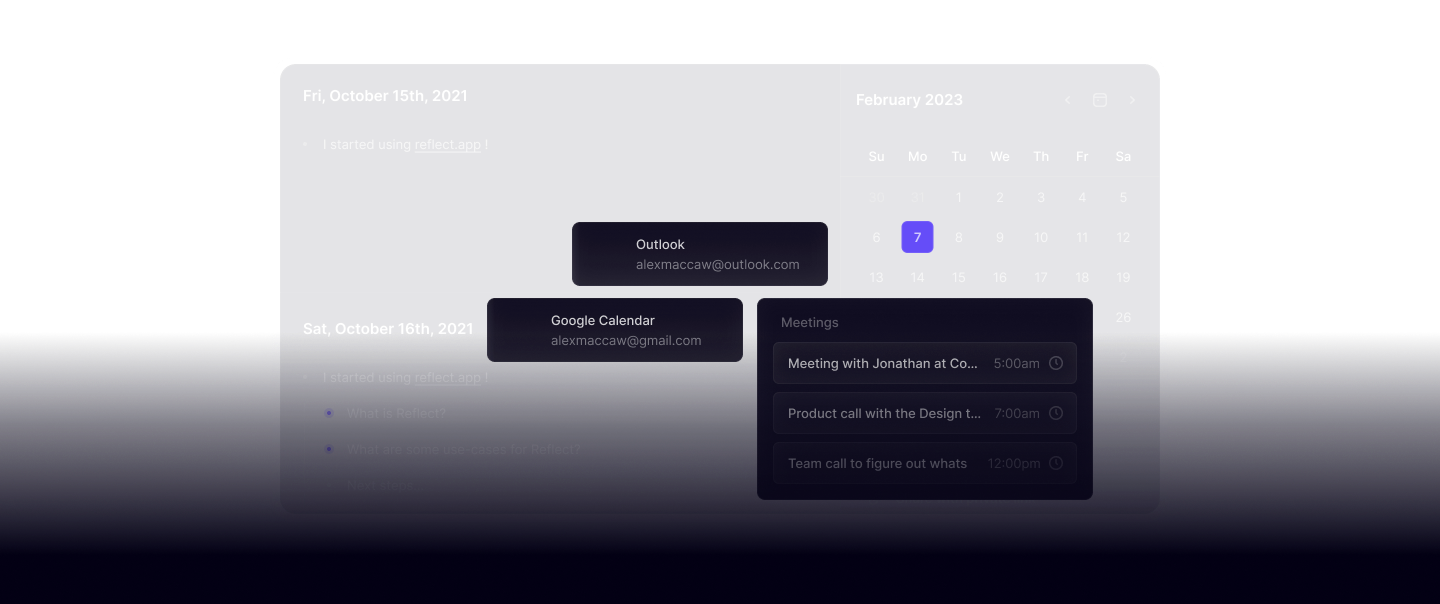 Fri, October 15th, 2021
I started using reflect.app !
Sat, October 16th, 2021
I started using reflect.app !
What is Reflect?
What are some use-cases for Reflect?
Next steps
Outlook
alexmaccaw@outlook.com
Google Calendar
alexmaccaw@gmail.com
February 2023
Su Mo Tu We Th Fr Sa
30 31 1 2 3 4 5
6 7 8 9 10 11 12
13 14 15 16 17 18 19
26
Meetings
Meeting with Jonathan at Co... 5:00am
Product call with the Design t... 7:00am
Team call to figure out whats 12:00pm